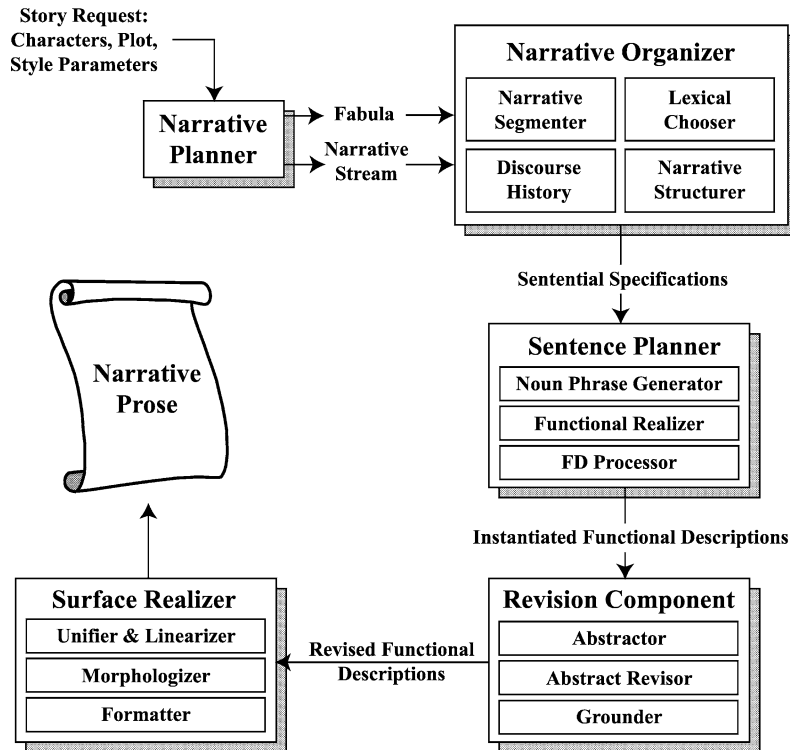 Story Request:
Characters, Plot,
Style Parameters
Narrative
Planner
Fabula
Narrative
Stream
Narrative Organizer
Narrative
Segmenter
Lexical
Chooser
Discourse
History
Narrative
Structurer
Sentential Specifications
Sentence Planner
Noun Phrase Generator
Functional Realizer
FD Processor
Instantiated Functional Descriptions
Revision Component
Abstractor
Abstract Revisor
Grounder
Revised Functional
Descriptions
Surface Realizer
Unifier & Linearizer
Morphologizer
Formatter
Narrative
Prose